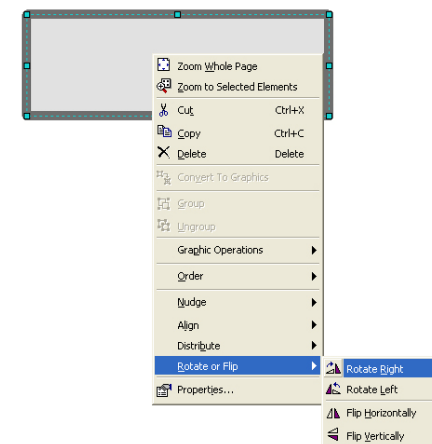 Zoom Whole Page
Zoom to Selected Elements
Cut Ctrl+X
Copy Ctrl+C
Delete Delete
Convert To Graphics
Group
Ungroup
Graphic Operations
Order
Nudge
Align
Distribute
Rotate or Flip
Rotate Right
Properties...
Rotate Left
Flip Horizontally
Flip Vertically